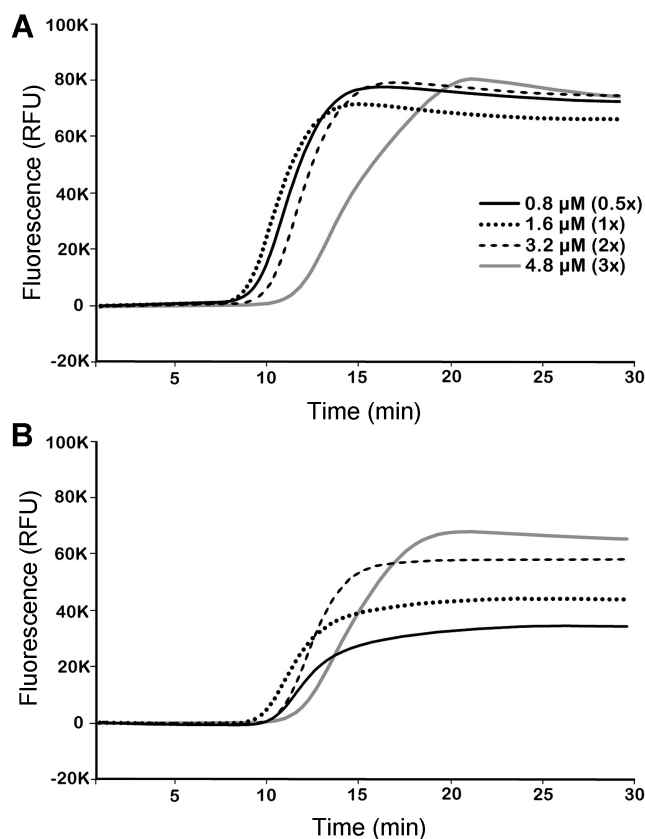 A
100K
80K
60K
40K
20K
0
-20K
Fluorescence (RFU)
0.8 µM (0.5x)
1.6 µM (1x)
3.2 µM (2x)
4.8 µM (3x)
5 10 15 20 25 30
Time (min)
B
100K
80K
60K
40K
20K
0
-20K
Fluorescence (RFU)
5 10 15 20 25 30
Time (min)